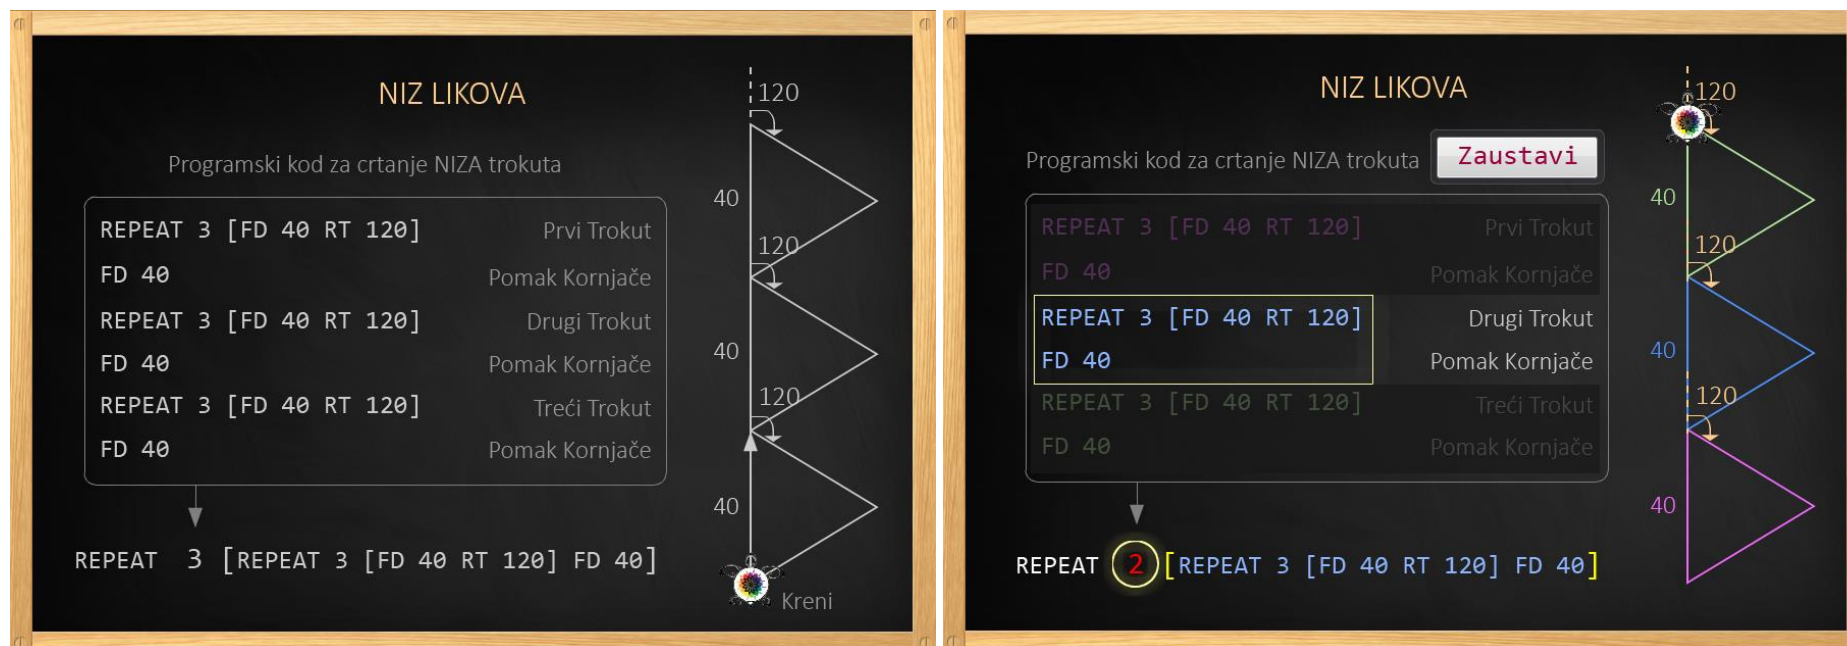 NIZ LIKOVA
Programski kod za crtanje NIZA trokuta
REPEAT 3 [FD 40 RT 120] Prvi Trokut
FD 40 Pomak Kornjače
REPEAT 3 [FD 40 RT 120] Drugi Trokut
FD 40 Pomak Kornjače
REPEAT 3 [FD 40 RT 120] Treći Trokut
FD 40 Pomak Kornjače
REPEAT 3 [REPEAT 3 [FD 40 RT 120] FD 40]
120
40
120
40
120
40
Kreni
NIZ LIKOVA
Programski kod za crtanje NIZA trokuta
Zaustavi
REPEAT 3 [FD 40 RT 120] Prvi Trokut
FD 40 Pomak Kornjače
REPEAT 3 [FD 40 RT 120] Drugi Trokut
FD 40 Pomak Kornjače
REPEAT 3 [FD 40 RT 120] Treći Trokut
FD 40 Pomak Kornjače
REPEAT 2 [REPEAT 3 [FD 40 RT 120] FD 40]
120
40
120
40
120
40